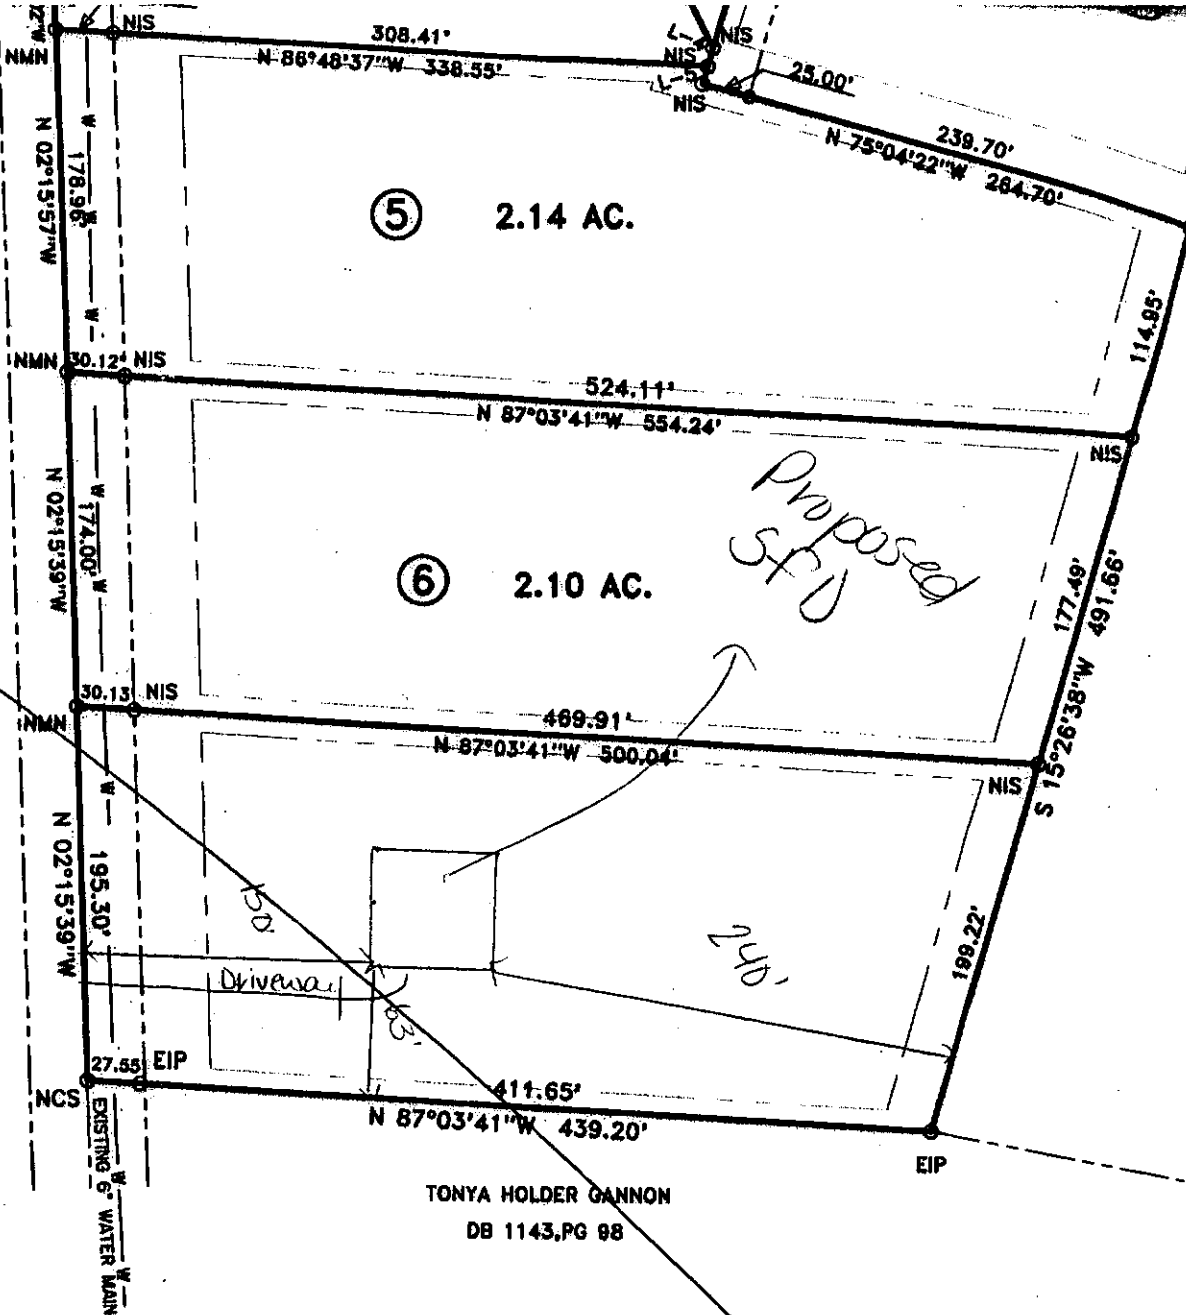 NIS
308.41'
N 86°48'37"W 338.55'
NMN
NIS
NIS
NIS
L-5
25.00'
239.70'
N 75°04'22"W 264.70'
N 02°15'57"W
178.96'
W
W
W
5 2.14 AC.
114.95'
NMN 30.12' NIS
524.11'
N 87°03'41"W 554.24'
NIS
Proposed
SFD
N 02°15'39"W
174.00'
W
W
6 2.10 AC.
177.49'
S 15°26'38"W 491.66'
30.13 NIS
NMN
469.91'
N 87°03'41"W 500.04'
NIS
W
N 02°15'39"W
195.30'
150'
240'
Driveway
63'
199.22'
27.55 EIP
NCS
411.65'
N 87°03'41"W 439.20'
EIP
EXISTING 6" WATER MAIN
W
W
TONYA HOLDER GANNON
DB 1143,PG 98